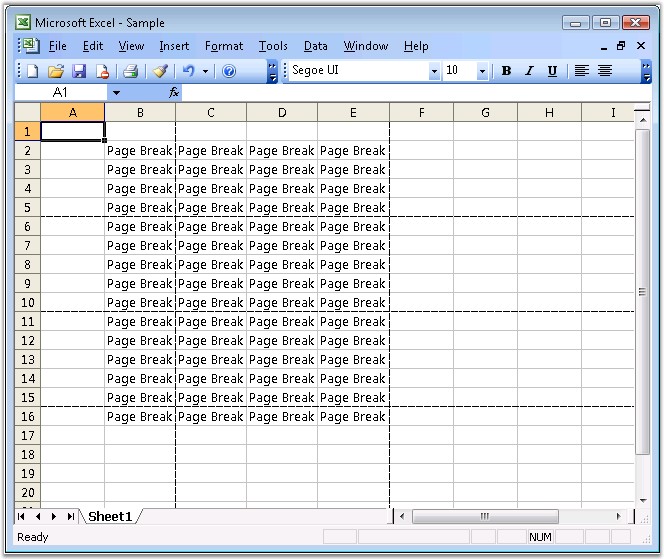 Microsoft Excel - Sample
File Edit View Insert Format Tools Data Window Help
Segoe UI 10 B I U
A1 fx
A B C D E F G H I
1
2 Page Break Page Break Page Break Page Break
3 Page Break Page Break Page Break Page Break
4 Page Break Page Break Page Break Page Break
5 Page Break Page Break Page Break Page Break
6 Page Break Page Break Page Break Page Break
7 Page Break Page Break Page Break Page Break
8 Page Break Page Break Page Break Page Break
9 Page Break Page Break Page Break Page Break
10 Page Break Page Break Page Break Page Break
11 Page Break Page Break Page Break Page Break
12 Page Break Page Break Page Break Page Break
13 Page Break Page Break Page Break Page Break
14 Page Break Page Break Page Break Page Break
15 Page Break Page Break Page Break Page Break
16 Page Break Page Break Page Break Page Break
17
18
19
20
Sheet1
Ready NUM